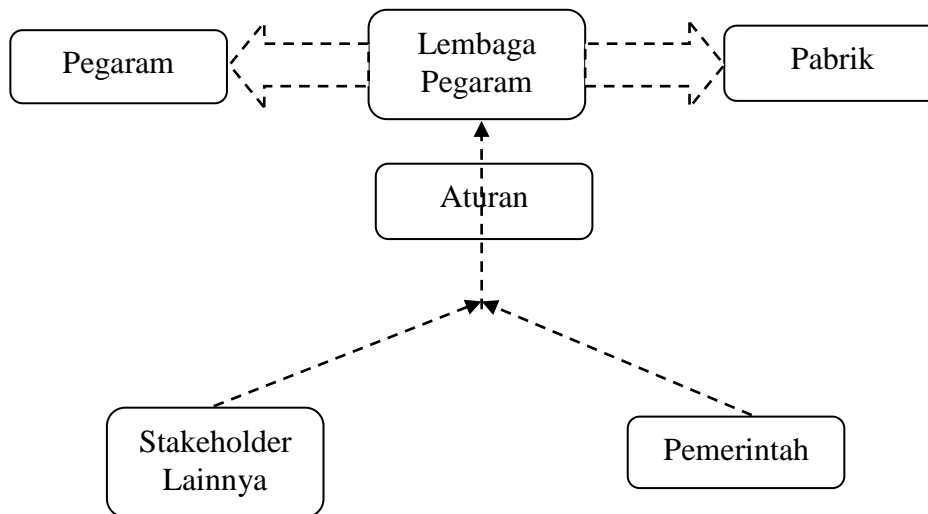 Pegaram
Lembaga
Pegaram
Pabrik
Aturan
Stakeholder
Lainnya
Pemerintah